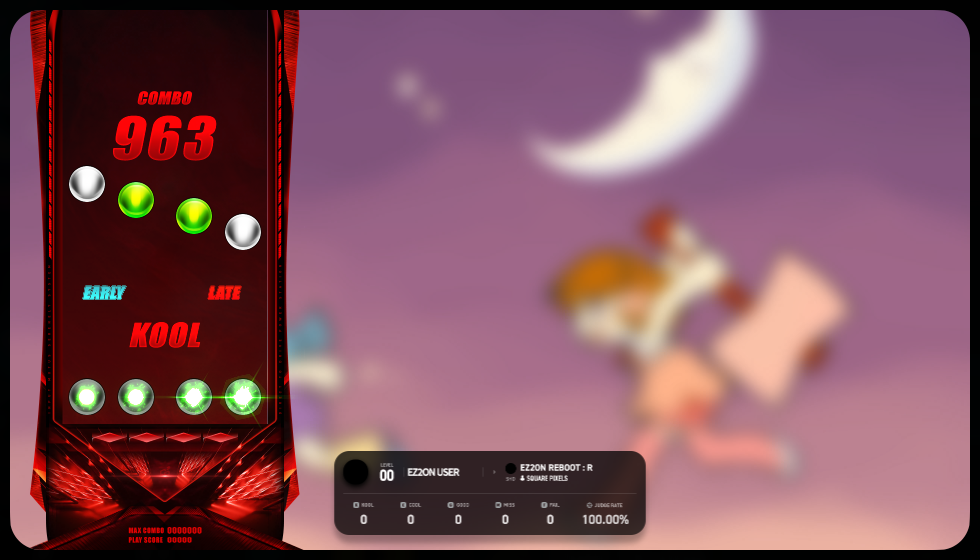 COMBO
963
EARLY LATE
KOOL
LEVEL
00
EZ2ON USER
EZ2ON REBOOT : R
SHD
SQUARE PIXELS
KOOL COOL GOOD MISS FAIL JUDGE RATE
0 0 0 0 0 100.00%
MAX COMBO 0000000
PLAY SCORE 00000